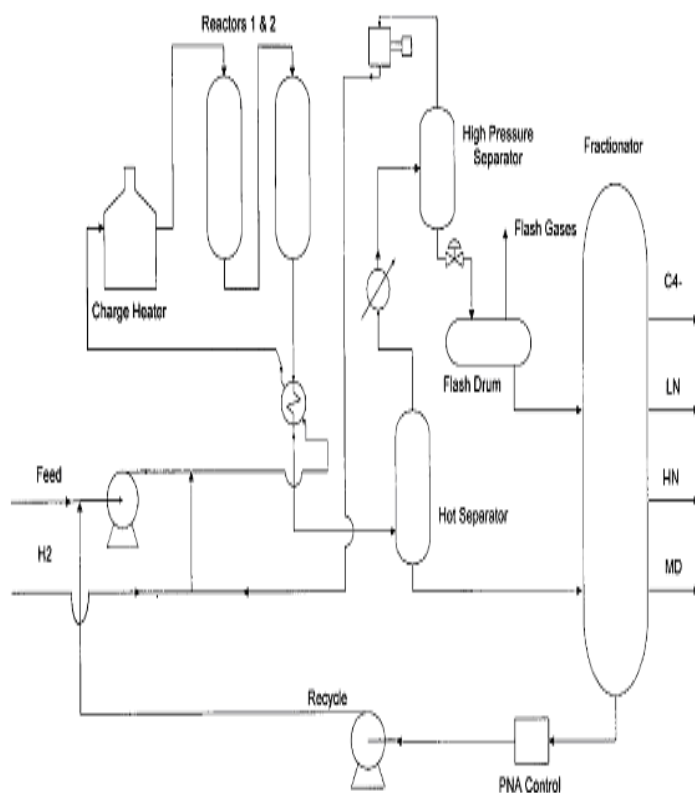 Reactors 1 & 2
High Pressure
Separator
Fractionator
Flash Gases
C4-
Charge Heater
Flash Drum
LN
Feed
Hot Separator
HN
H2
MD
Recycle
PNA Control